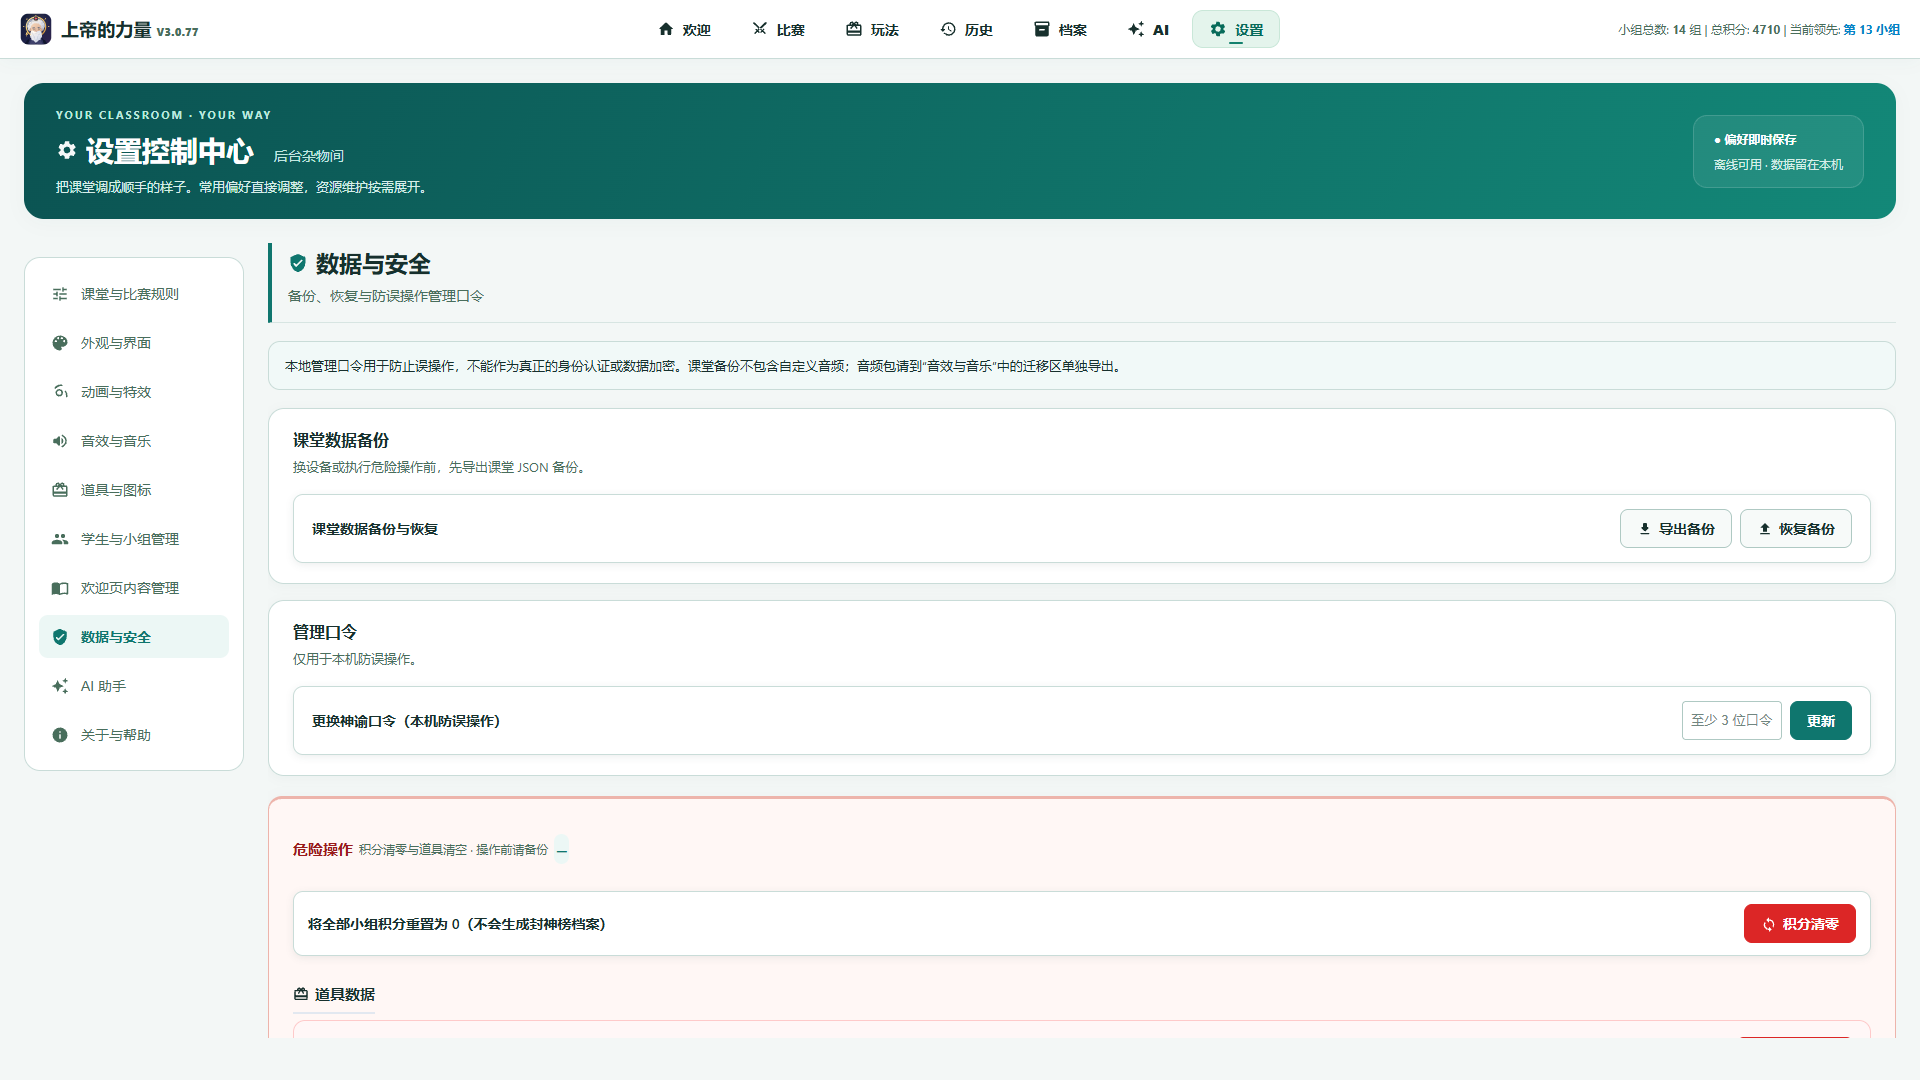 上帝的力量 V3.0.77
欢迎
比赛
玩法
历史
档案
AI
设置
小组总数: 14 组 | 总积分: 4710 | 当前领先: 第 13 小组
YOUR CLASSROOM · YOUR WAY
设置控制中心 后台杂物间
把课堂调成顺手的样子。常用偏好直接调整，资源维护按需展开。
● 偏好即时保存
离线可用 · 数据留在本机
课堂与比赛规则
外观与界面
动画与特效
音效与音乐
道具与图标
学生与小组管理
欢迎页内容管理
数据与安全
AI 助手
关于与帮助
数据与安全
备份、恢复与防误操作管理口令
本地管理口令用于防止误操作，不能作为真正的身份认证或数据加密。课堂备份不包含自定义音频；音频包请到“音效与音乐”中的迁移区单独导出。
课堂数据备份
换设备或执行危险操作前，先导出课堂 JSON 备份。
课堂数据备份与恢复
导出备份
恢复备份
管理口令
仅用于本机防误操作。
更换神谕口令（本机防误操作）
至少 3 位口令
更新
危险操作 积分清零与道具清空 · 操作前请备份 –
将全部小组积分重置为 0（不会生成封神榜档案）
积分清零
道具数据